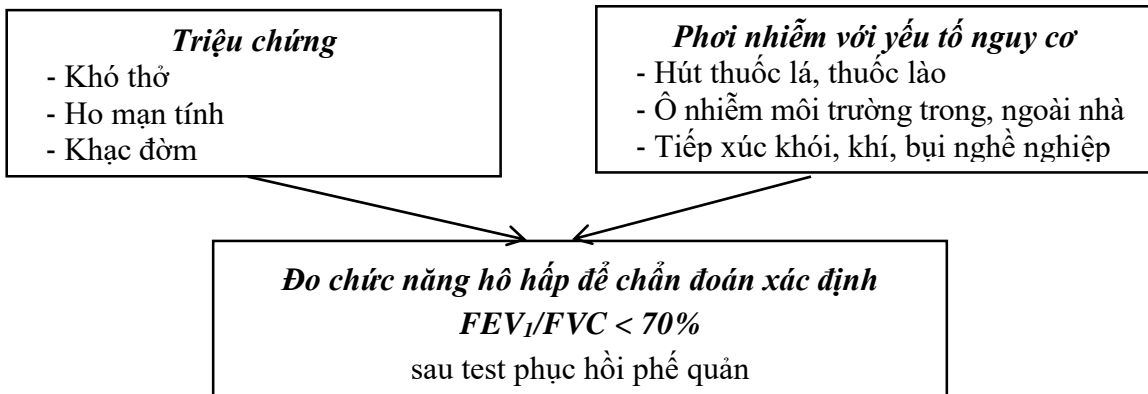 Triệu chứng
- Khó thở
- Ho mạn tính
- Khạc đờm
Phơi nhiễm với yếu tố nguy cơ
- Hút thuốc lá, thuốc lào
- Ô nhiễm môi trường trong, ngoài nhà
- Tiếp xúc khói, khí, bụi nghề nghiệp
Đo chức năng hô hấp để chẩn đoán xác định
FEV₁/FVC < 70%
sau test phục hồi phế quản